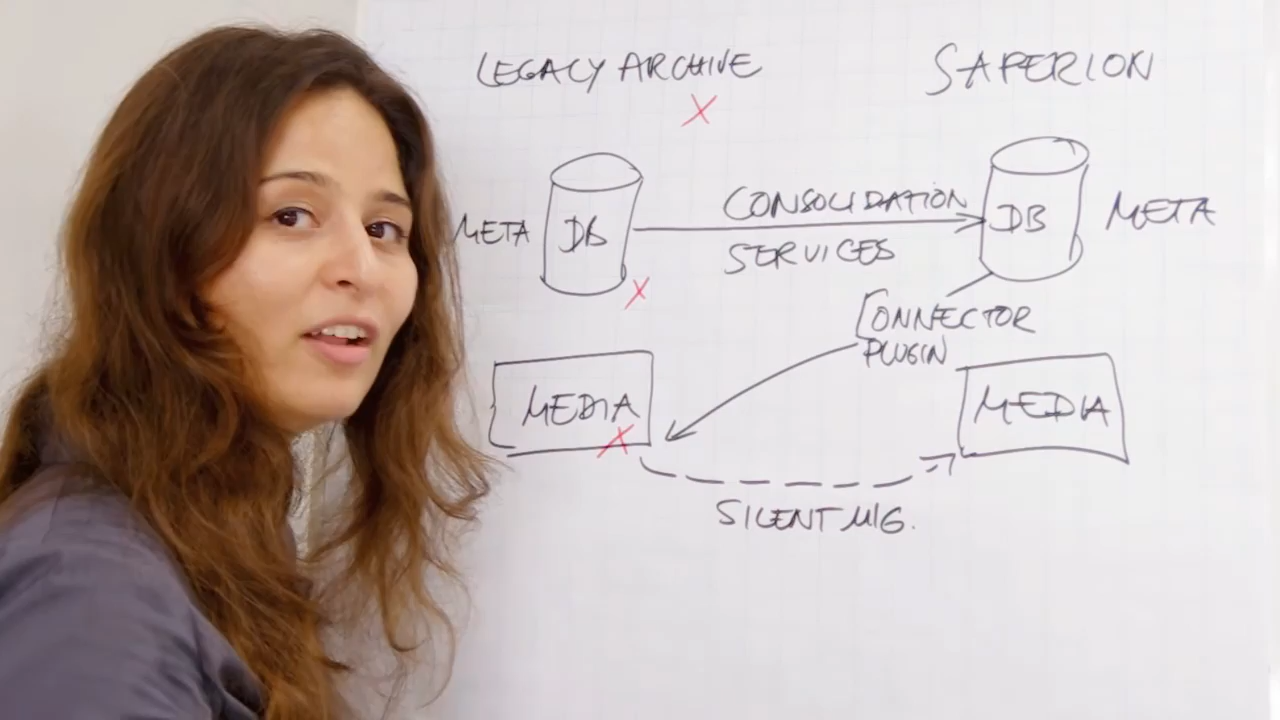 LEGACY ARCHIVE
SAPERION
X
CONSOLIDATION
META
DB
DB
META
SERVICES
X
CONNECTOR
PLUGIN
MEDIA
MEDIA
X
SILENT MIG.